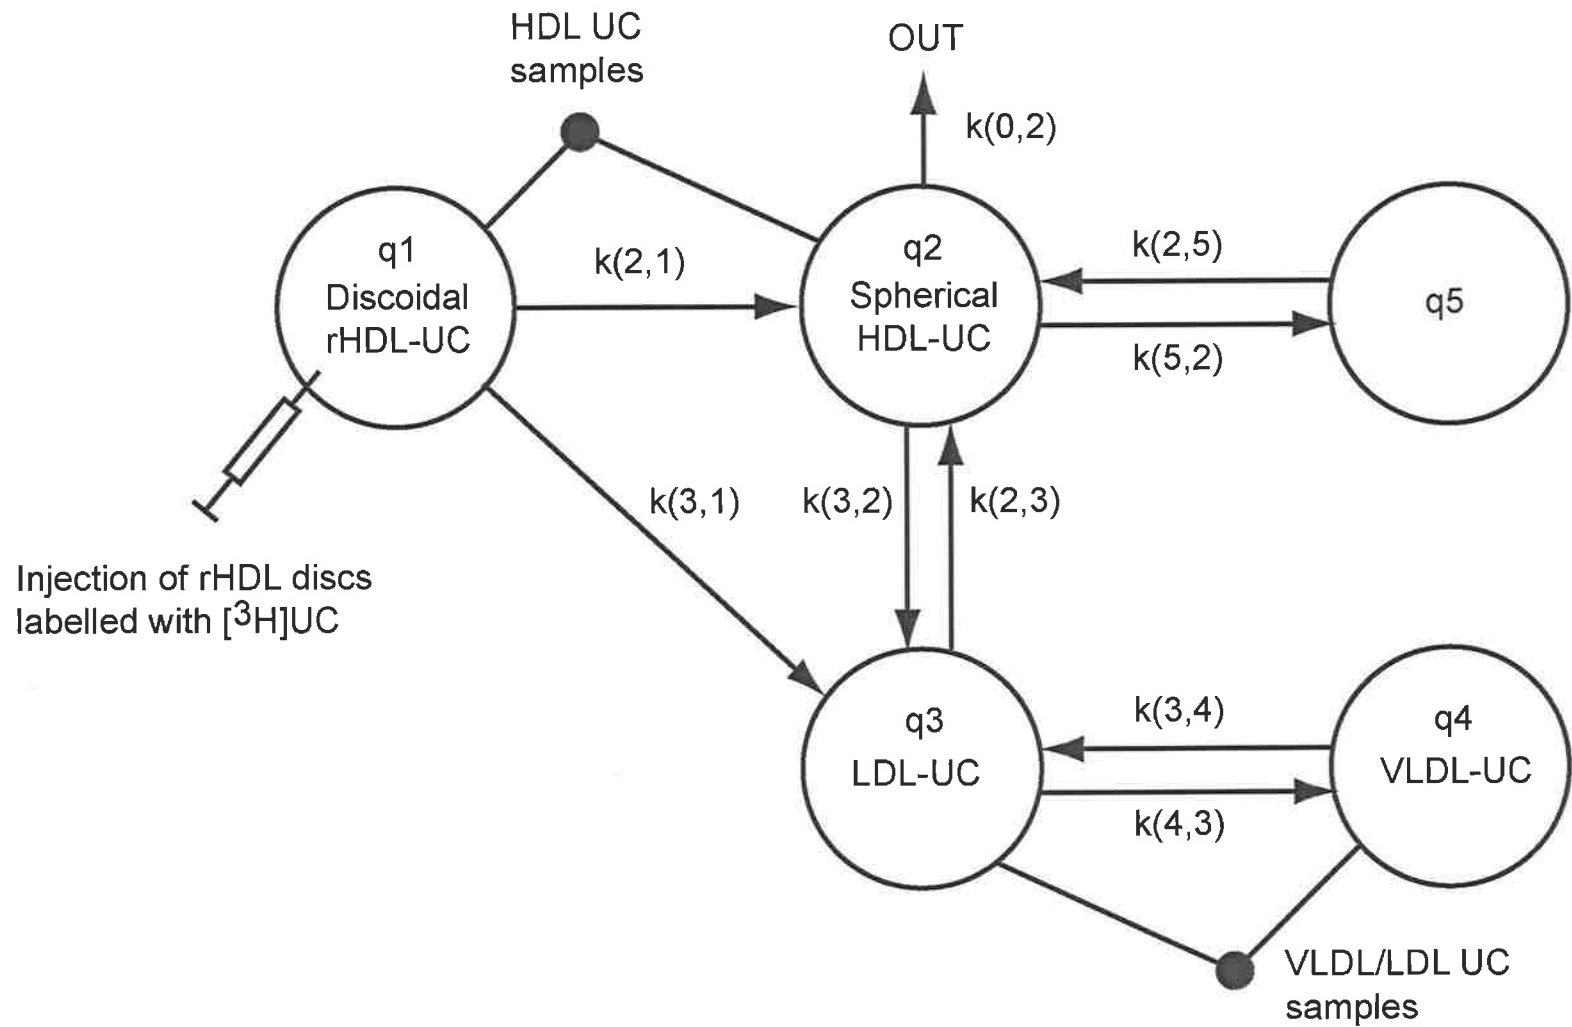 HDL UC
samples
OUT
k(0,2)
q1
Discoidal
rHDL-UC
k(2,1)
q2
Spherical
HDL-UC
k(2,5)
k(5,2)
q5
k(3,1)
k(3,2)
k(2,3)
Injection of rHDL discs
labelled with [³H]UC
q3
LDL-UC
k(3,4)
k(4,3)
q4
VLDL-UC
VLDL/LDL UC
samples